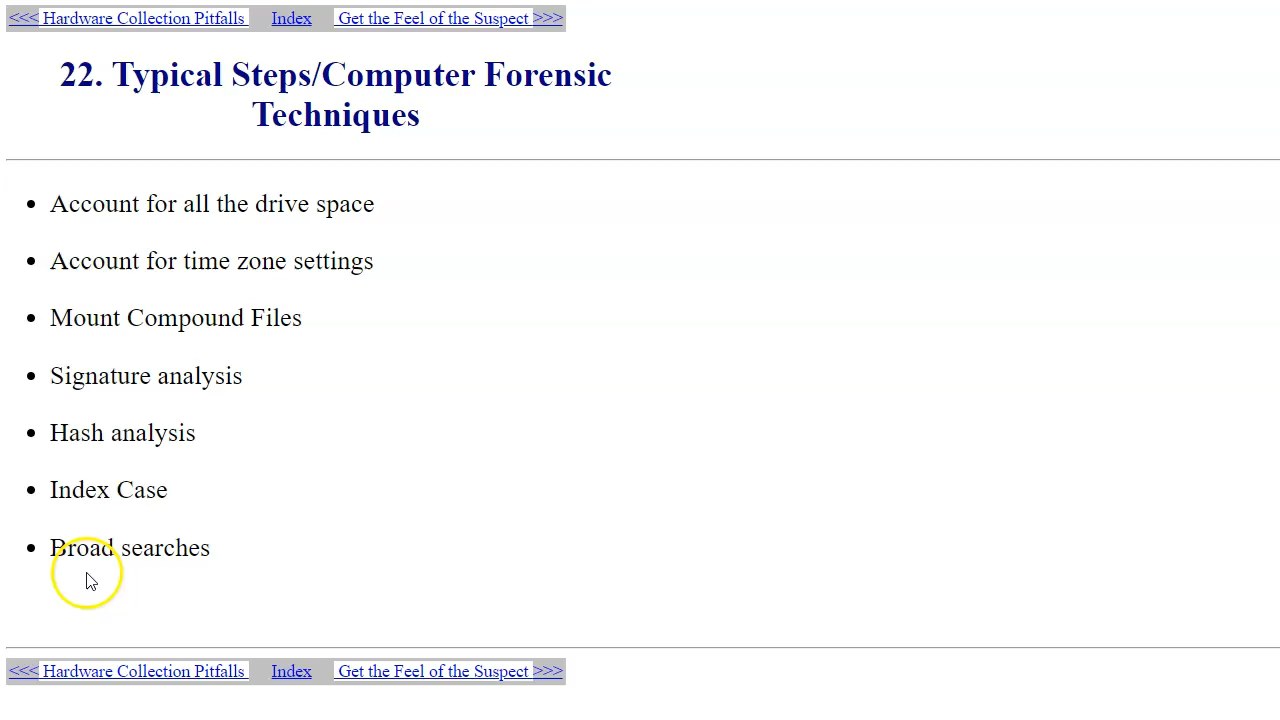 <<< Hardware Collection Pitfalls Index Get the Feel of the Suspect >>>
22. Typical Steps/Computer Forensic
Techniques
• Account for all the drive space
• Account for time zone settings
• Mount Compound Files
• Signature analysis
• Hash analysis
• Index Case
• Broad searches
<<< Hardware Collection Pitfalls Index Get the Feel of the Suspect >>>